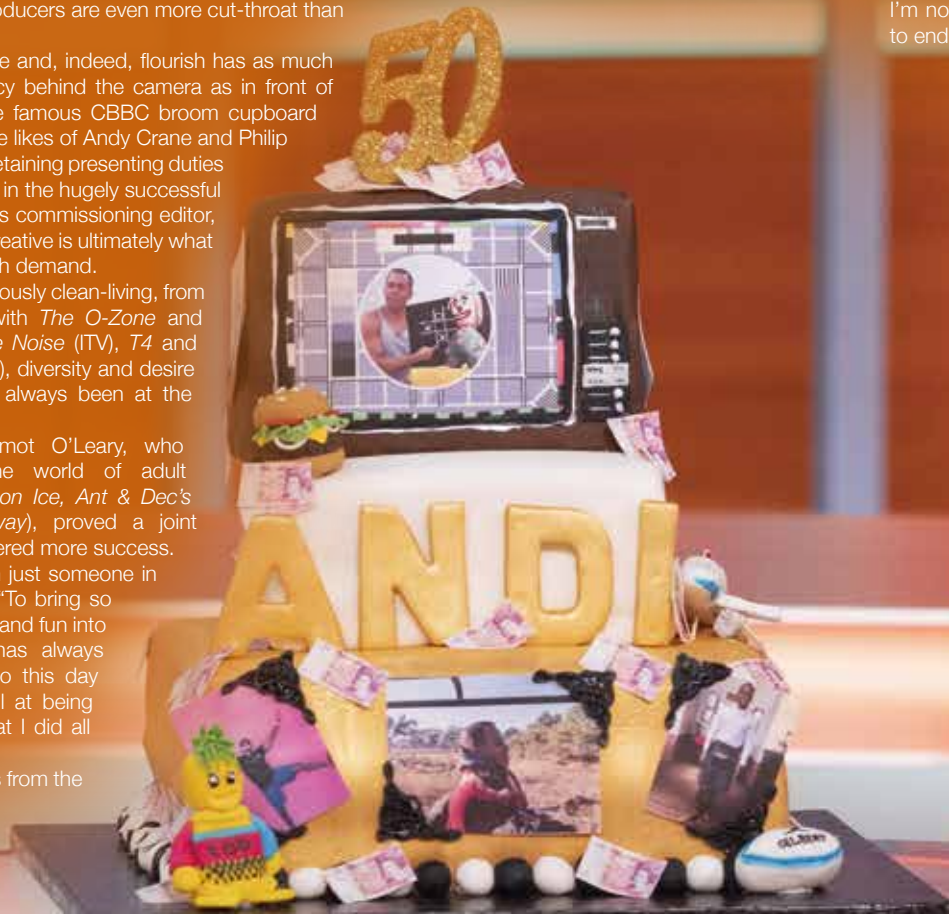 oducers are even more cut-throat than
e and, indeed, flourish has as much
cy behind the camera as in front of
e famous CBBC broom cupboard
e likes of Andy Crane and Philip
etaining presenting duties
in the hugely successful
s commissioning editor,
reative is ultimately what
h demand.
ously clean-living, from
with The O-Zone and
e Noise (ITV), T4 and
), diversity and desire
always been at the
mot O’Leary, who
ne world of adult
on Ice, Ant & Dec’s
vay), proved a joint
ered more success.
just someone in
“To bring so
and fun into
has always
o this day
l at being
at I did all
s from the
I’m no
to end
50
ANDI
GILBERT